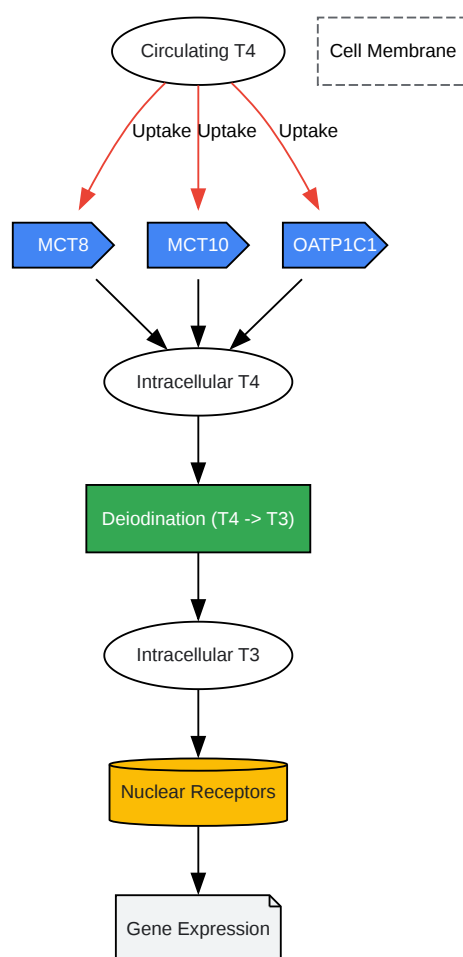 Circulating T4
Cell Membrane
Uptake
Uptake
Uptake
MCT8
MCT10
OATP1C1
Intracellular T4
Deiodination (T4 -> T3)
Intracellular T3
Nuclear Receptors
Gene Expression